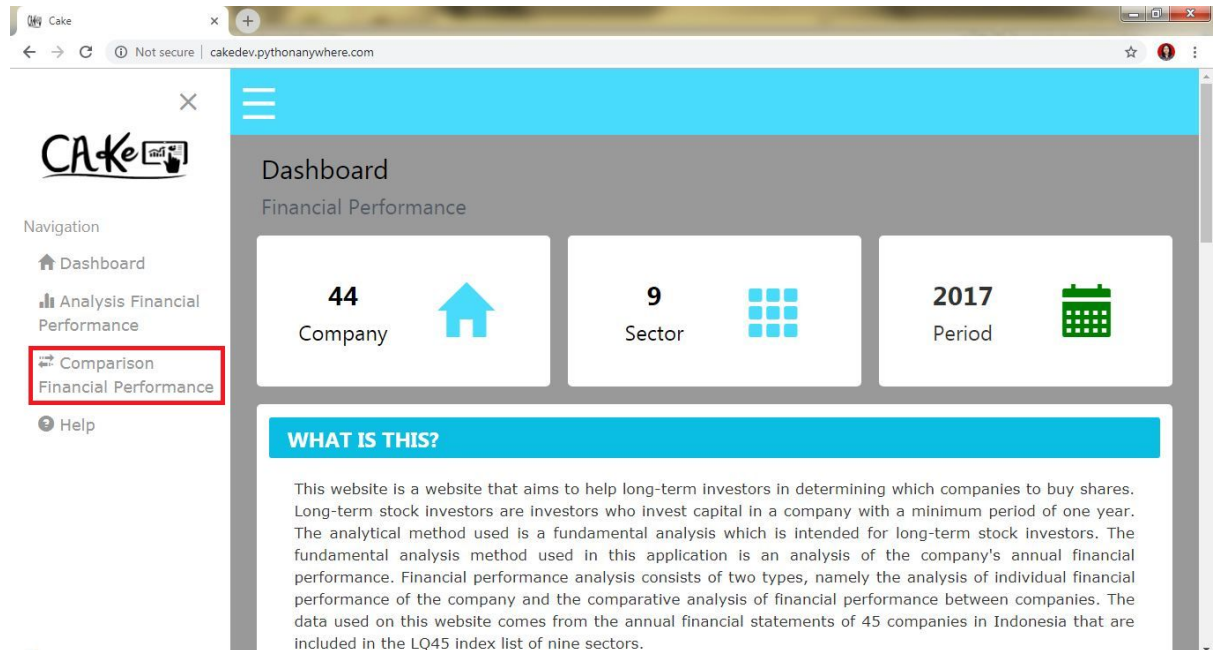 Cake
Not secure | cakedev.pythonanywhere.com
CAKe
Navigation
Dashboard
Analysis Financial
Performance
Comparison
Financial Performance
Help
Dashboard
Financial Performance
44
Company
9
Sector
2017
Period
WHAT IS THIS?
This website is a website that aims to help long-term investors in determining which companies to buy shares.
Long-term stock investors are investors who invest capital in a company with a minimum period of one year.
The analytical method used is a fundamental analysis which is intended for long-term stock investors. The
fundamental analysis method used in this application is an analysis of the company's annual financial
performance. Financial performance analysis consists of two types, namely the analysis of individual financial
performance of the company and the comparative analysis of financial performance between companies. The
data used on this website comes from the annual financial statements of 45 companies in Indonesia that are
included in the LQ45 index list of nine sectors.